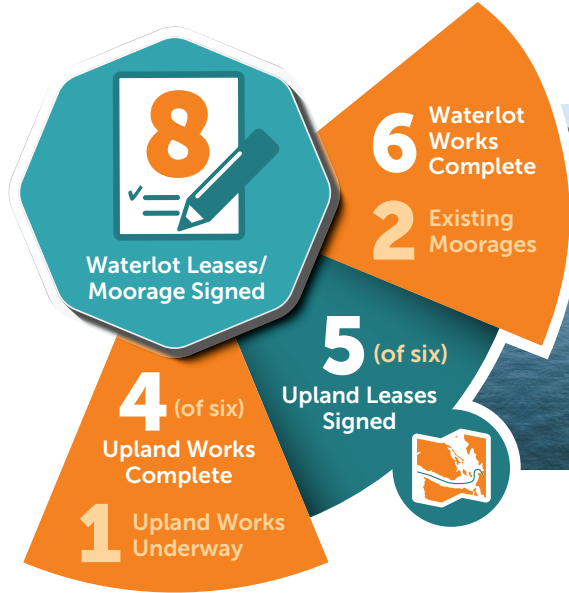 8
Waterlot Leases/
Moorage Signed
6 Waterlot
Works
Complete
2 Existing
Moorages
5 (of six)
Upland Leases
Signed
4 (of six)
Upland Works
Complete
1 Upland Works
Underway